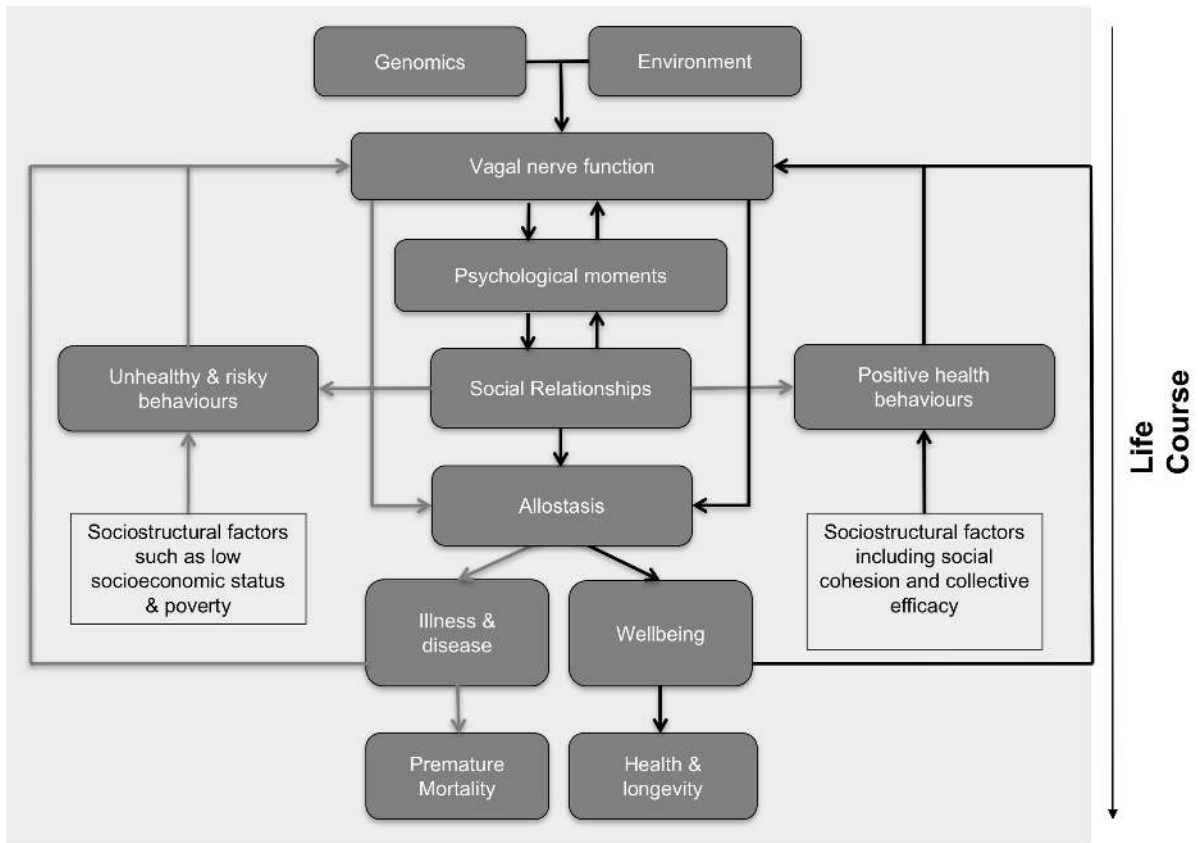 Genomics
Environment
Vagal nerve function
Psychological moments
Unhealthy & risky
behaviours
Social Relationships
Positive health
behaviours
Life
Course
Allostasis
Sociostructural factors
such as low
socioeconomic status
& poverty
Sociostructural factors
including social
cohesion and collective
efficacy
Illness &
disease
Wellbeing
Premature
Mortality
Health &
longevity